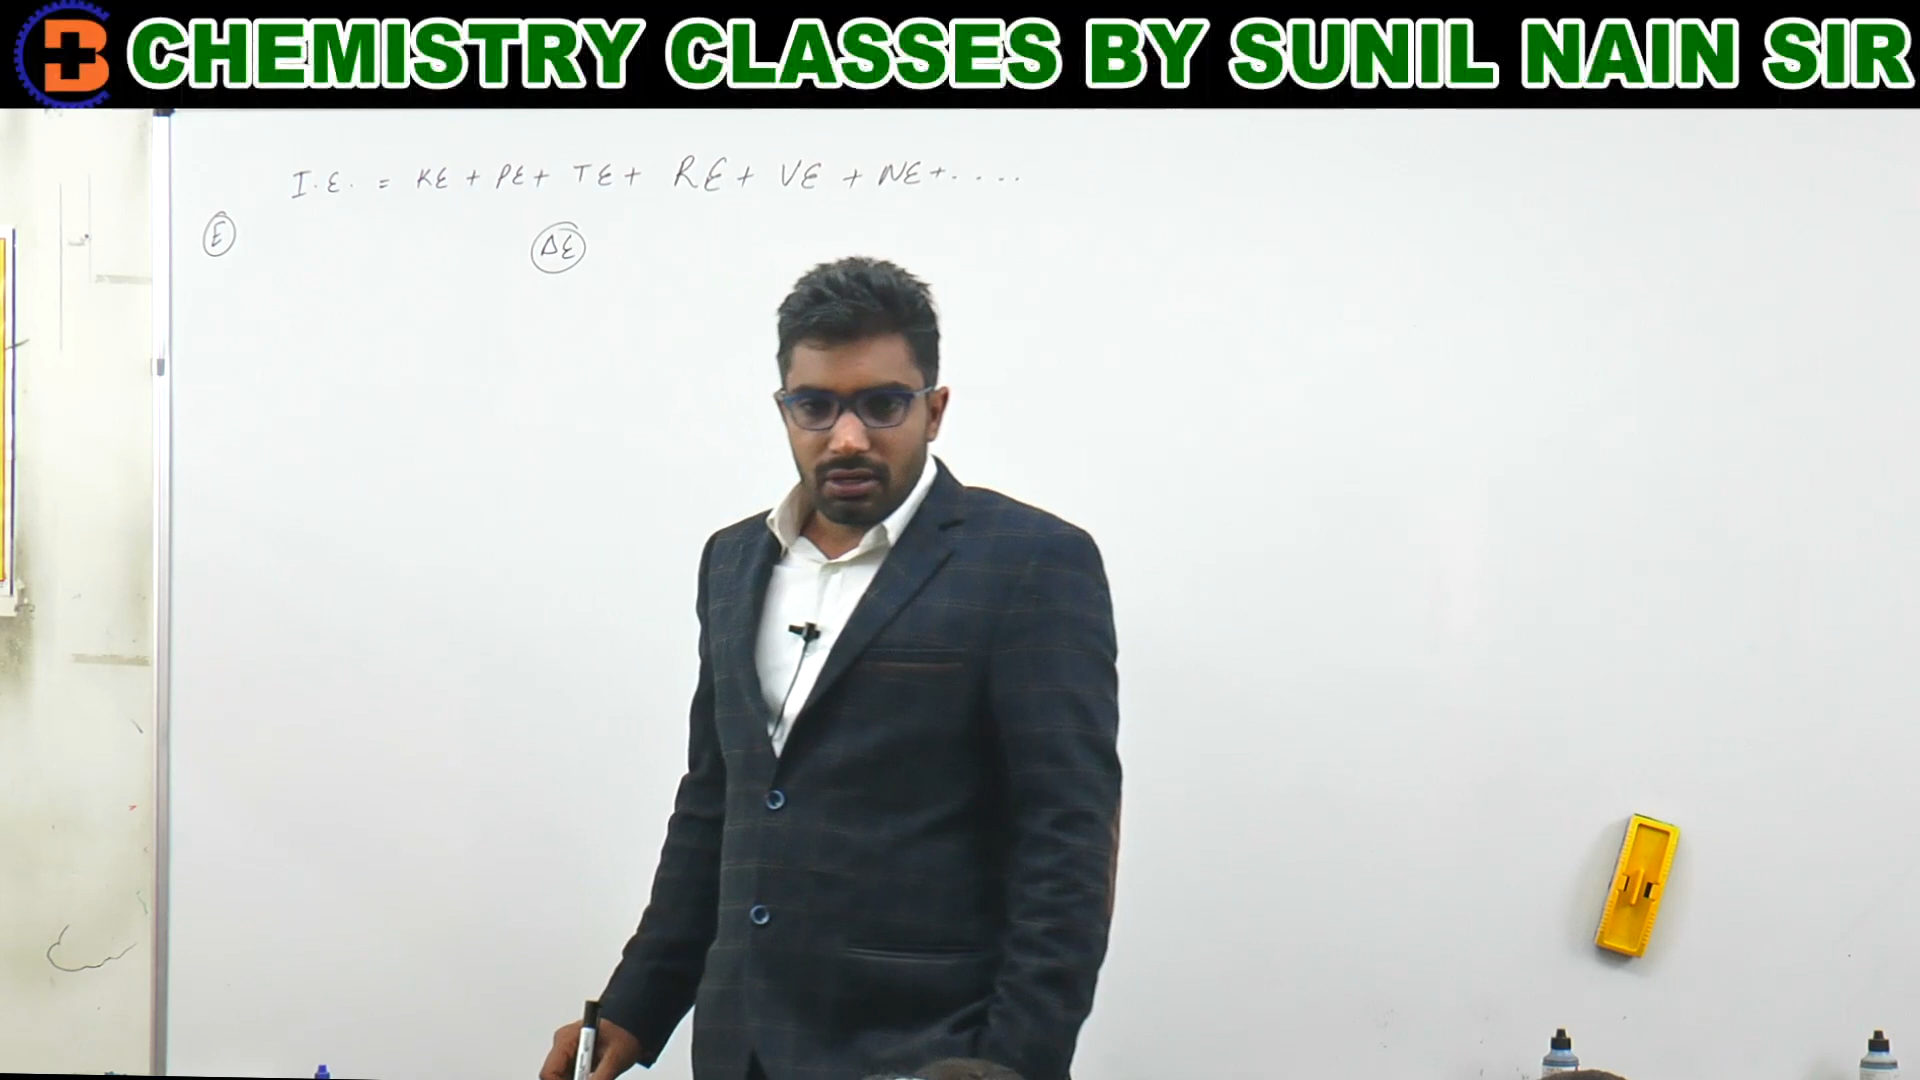 CHEMISTRY CLASSES BY SUNIL NAIN SIR
I.E. = KE + PE + TE + RE + VE + NE + ....
E ΔE